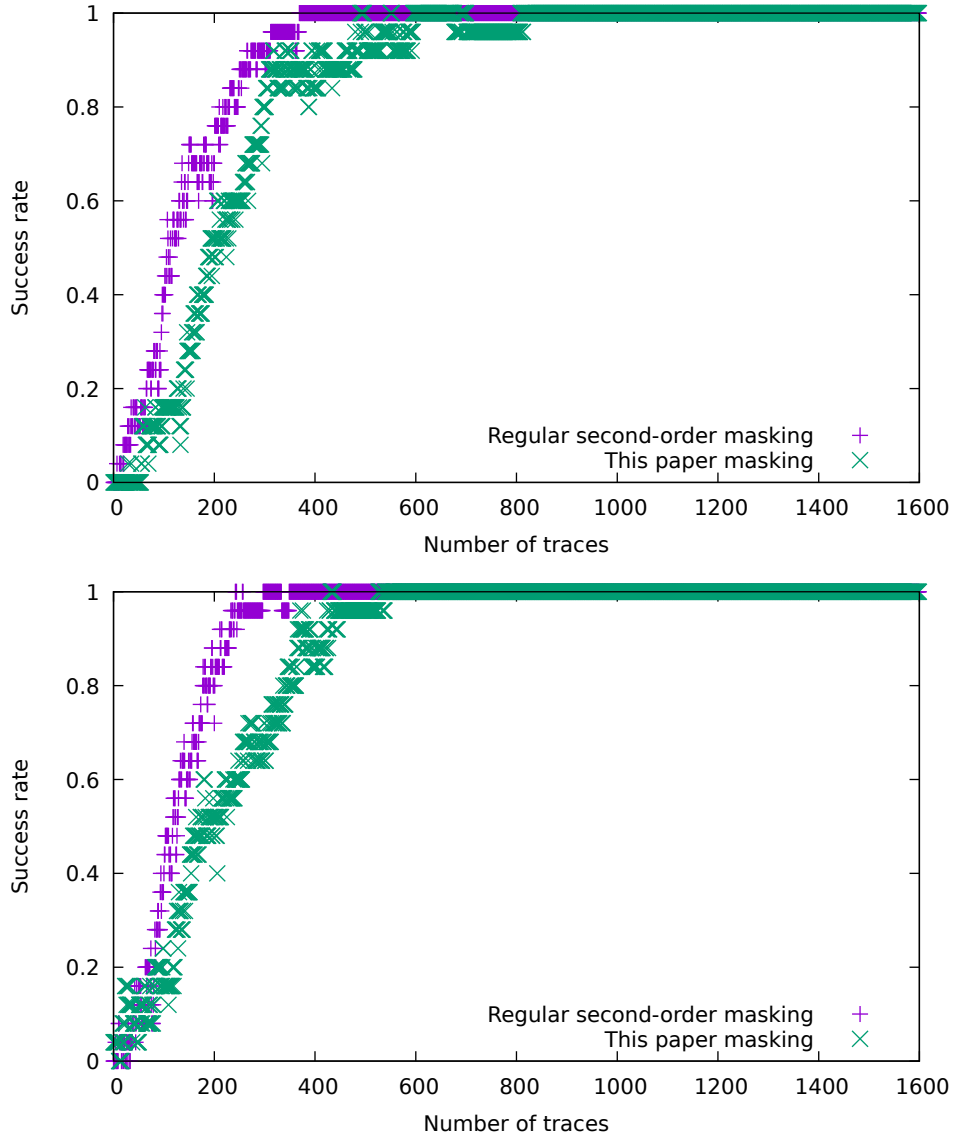 1
0.8
0.6
0.4
0.2
0
Success rate
Regular second-order masking
This paper masking
0 200 400 600 800 1000 1200 1400 1600
Number of traces
1
0.8
0.6
0.4
0.2
0
Success rate
Regular second-order masking
This paper masking
0 200 400 600 800 1000 1200 1400 1600
Number of traces